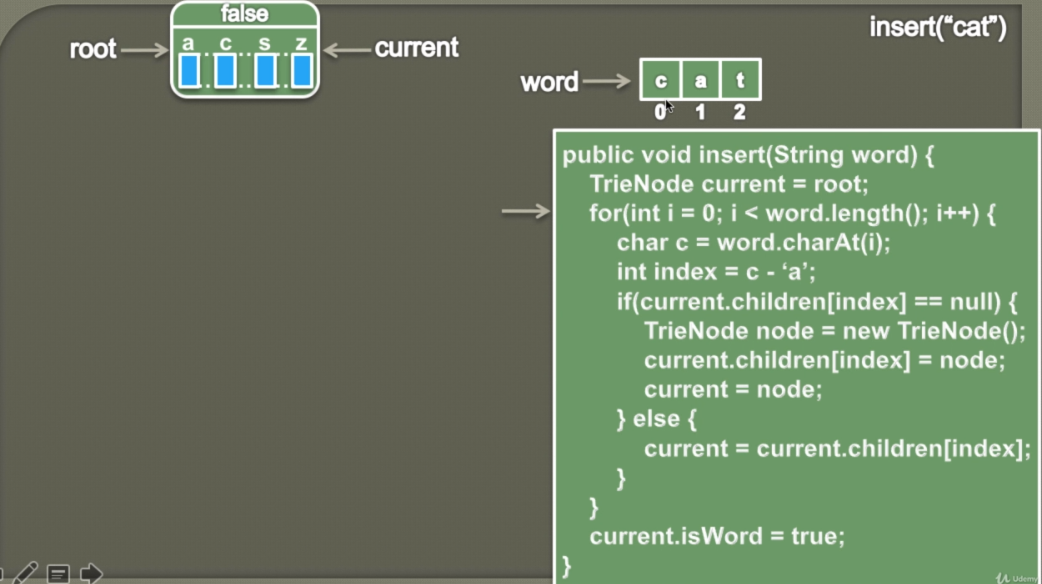 insert(“cat”)
false
root
a..c..s..z
current
word
c a t
0 1 2
public void insert(String word) {
TrieNode current = root;
for(int i = 0; i < word.length(); i++) {
char c = word.charAt(i);
int index = c - ‘a’;
if(current.children[index] == null) {
TrieNode node = new TrieNode();
current.children[index] = node;
current = node;
} else {
current = current.children[index];
}
}
current.isWord = true;
}
Udemy